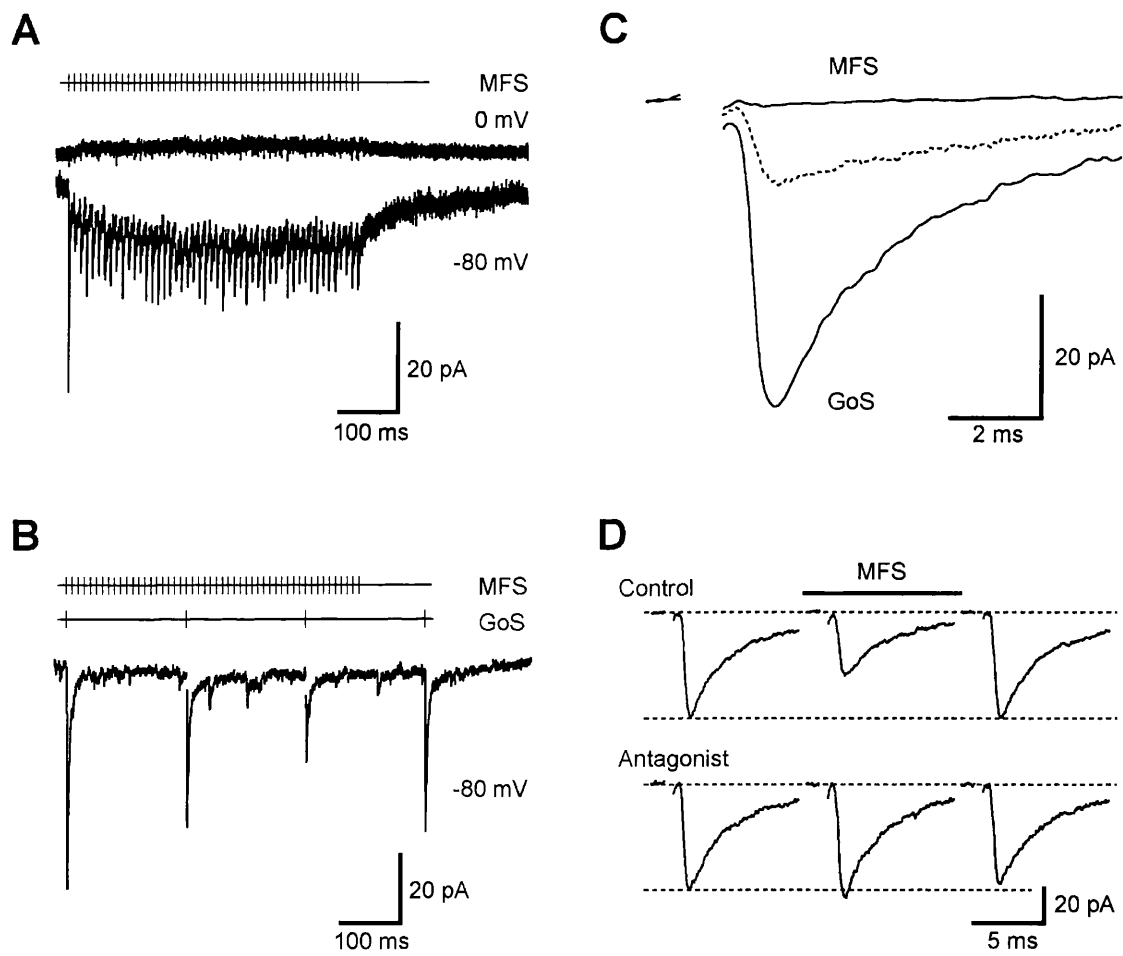 A
MFS
0 mV
-80 mV
20 pA
100 ms
B
MFS
GoS
-80 mV
20 pA
100 ms
C
MFS
GoS
20 pA
2 ms
D
MFS
Control
Antagonist
20 pA
5 ms